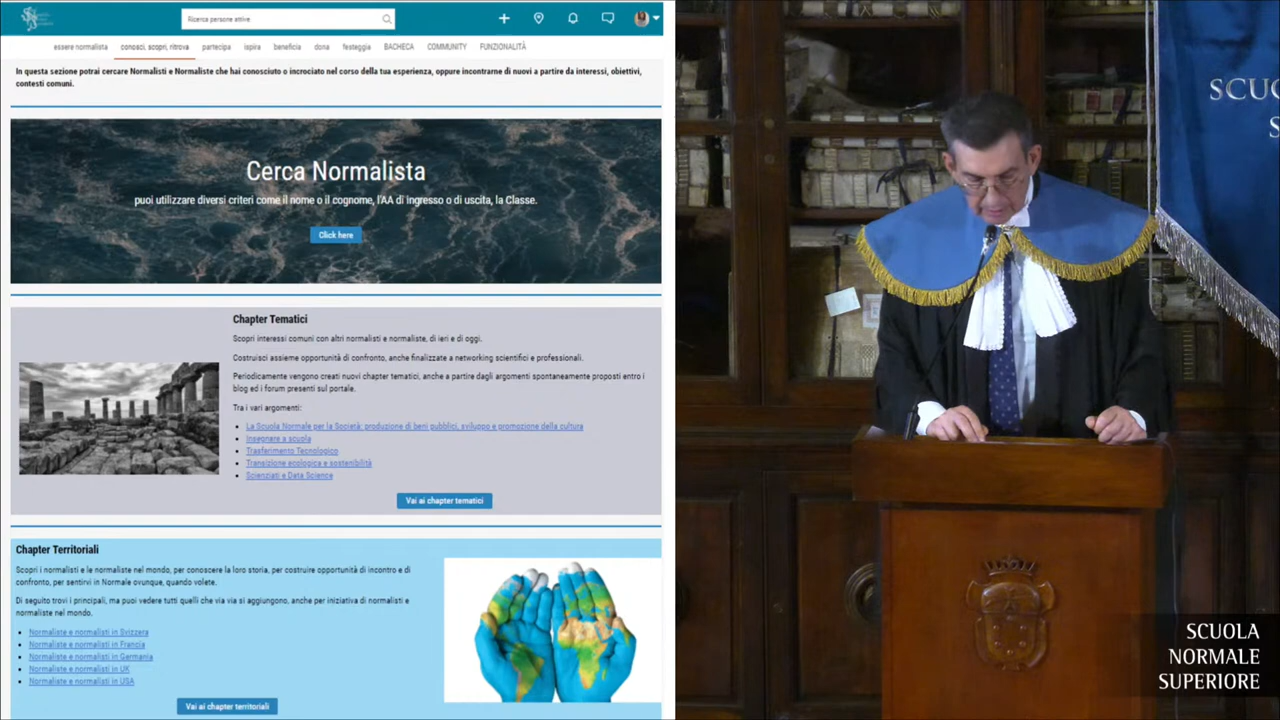 Ricerca persone attive
essere normalista conosci, scopri, ritrova partecipa ispira beneficia dona festeggia BACHECA COMMUNITY FUNZIONALITÀ
In questa sezione potrai cercare Normalisti e Normaliste che hai conosciuto o incrociato nel corso della tua esperienza, oppure incontrarne di nuovi a partire da interessi, obiettivi,
contesti comuni.
Cerca Normalista
puoi utilizzare diversi criteri come il nome o il cognome, l'AA di ingresso o di uscita, la Classe.
Click here
Chapter Tematici
Scopri interessi comuni con altri normalisti e normaliste, di ieri e di oggi.
Costruisci assieme opportunità di confronto, anche finalizzate a networking scientifici e professionali.
Periodicamente vengono creati nuovi chapter tematici, anche a partire dagli argomenti spontaneamente proposti entro i
blog ed i forum presenti sul portale.
Tra i vari argomenti:
La Scuola Normale per la Società: produzione di beni pubblici, sviluppo e promozione della cultura
Insegnare a scuola
Trasferimento Tecnologico
Transizione ecologica e sostenibilità
Scienziati e Data Science
Vai ai chapter tematici
Chapter Territoriali
Scopri i normalisti e le normaliste nel mondo, per conoscere la loro storia, per costruire opportunità di incontro e di
confronto, per sentirvi in Normale ovunque, quando volete.
Di seguito trovi i principali, ma puoi vedere tutti quelli che via via si aggiungono, anche per iniziativa di normalisti e
normaliste nel mondo.
Normaliste e normalisti in Svizzera
Normaliste e normalisti in Francia
Normaliste e normalisti in Germania
Normaliste e normalisti in UK
Normaliste e normalisti in USA
Vai ai chapter territoriali
SCUO
S
SCUOLA
NORMALE
SUPERIORE